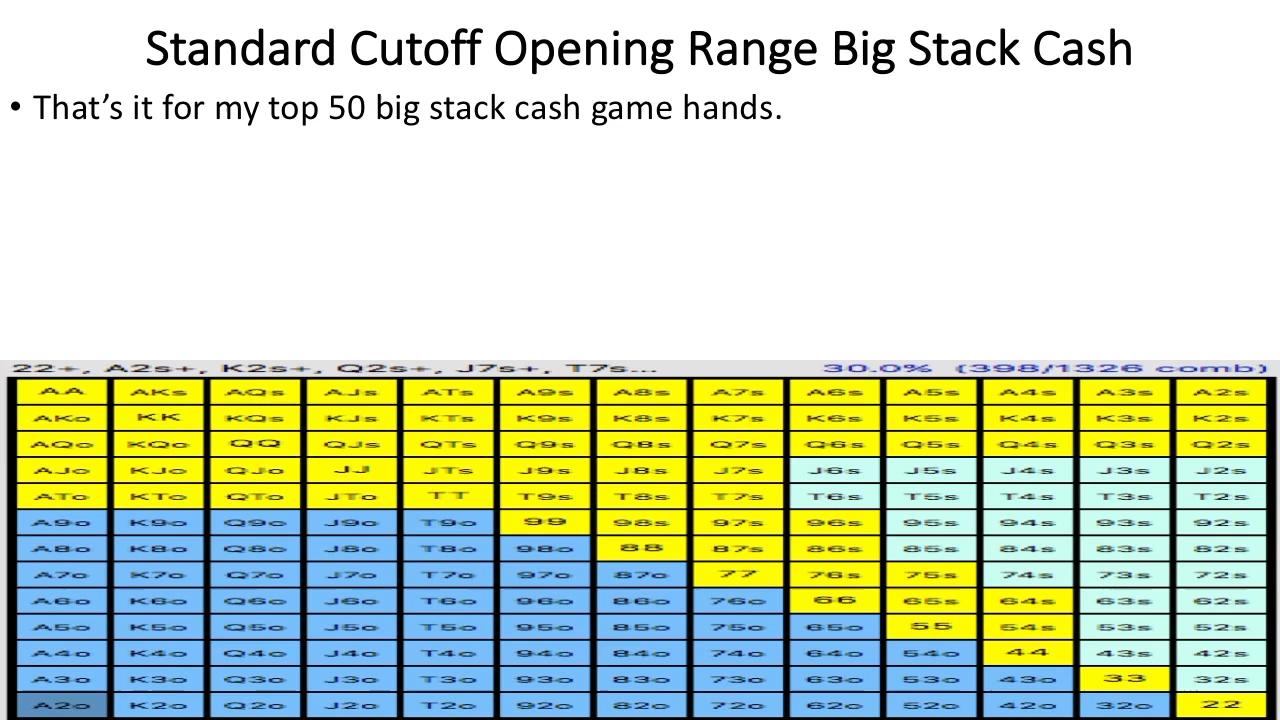 Standard Cutoff Opening Range Big Stack Cash
• That’s it for my top 50 big stack cash game hands.
22+, A2s+, K2s+, Q2s+, J7s+, T7s... 30.0% (398/1326 comb)
AA AKs AQs AJs ATs A9s A8s A7s A6s A5s A4s A3s A2s
AKo KK KQs KJs KTs K9s K8s K7s K6s K5s K4s K3s K2s
AQo KQo QQ QJs QTs Q9s Q8s Q7s Q6s Q5s Q4s Q3s Q2s
AJo KJo QJo JJ JTs J9s J8s J7s J6s J5s J4s J3s J2s
ATo KTo QTo JTo TT T9s T8s T7s T6s T5s T4s T3s T2s
A9o K9o Q9o J9o T9o 99 98s 97s 96s 95s 94s 93s 92s
A8o K8o Q8o J8o T8o 98o 88 87s 86s 85s 84s 83s 82s
A7o K7o Q7o J7o T7o 97o 87o 77 76s 75s 74s 73s 72s
A6o K6o Q6o J6o T6o 96o 86o 76o 66 65s 64s 63s 62s
A5o K5o Q5o J5o T5o 95o 85o 75o 65o 55 54s 53s 52s
A4o K4o Q4o J4o T4o 94o 84o 74o 64o 54o 44 43s 42s
A3o K3o Q3o J3o T3o 93o 83o 73o 63o 53o 43o 33 32s
A2o K2o Q2o J2o T2o 92o 82o 72o 62o 52o 42o 32o 22